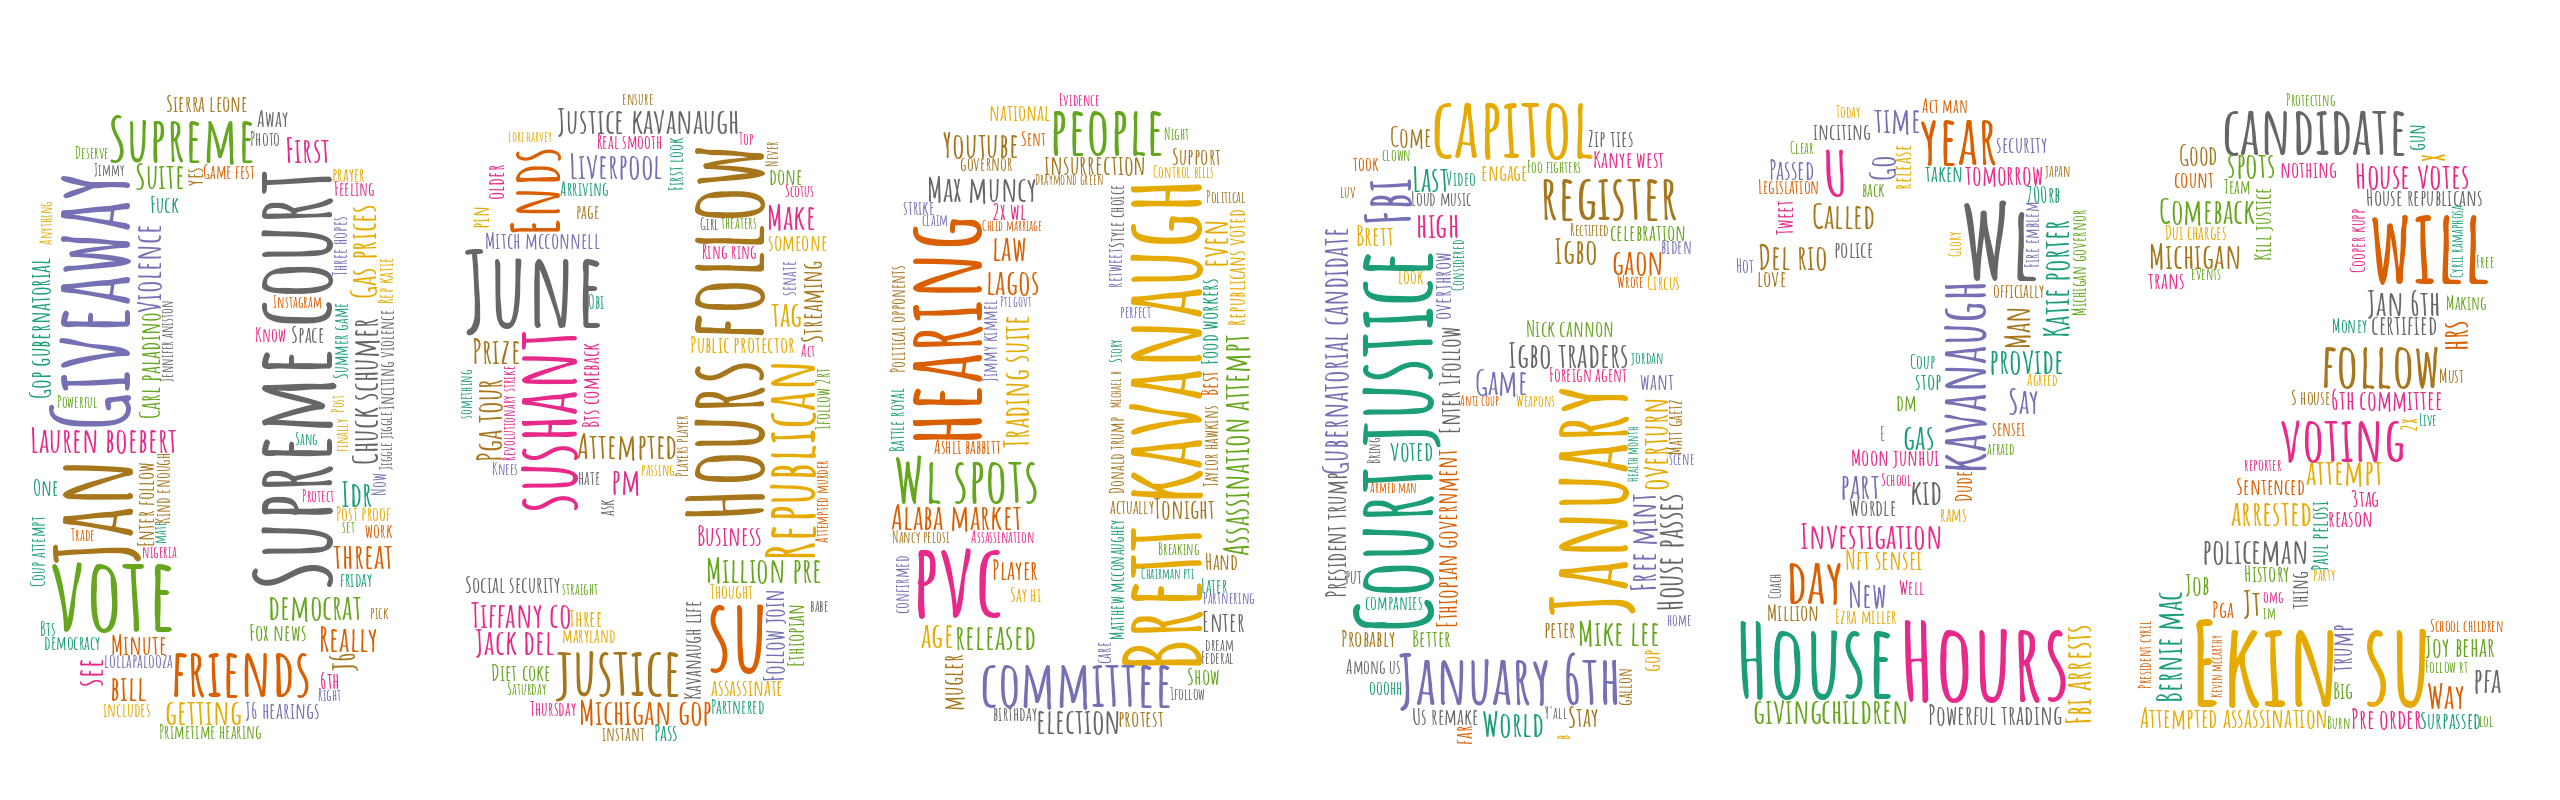 Sierra leone
Supreme
Away
Photo
Deserve
Jimmy
Suite
Yes
Game fest
First
Prayer
Feeling
Fuck
Giveaway
Anything
Violence
Supreme court
Three hopes
Gas prices
Rep katie
Gop gubernatorial
Carl paladino
Jennifer aniston
Instagram
Know
Space
Summer game
Chuck schumer
Inciting violence
Jiggle jiggle
Powerful
Lauren boebert
Sang
Finally
Post
Jan
One
Enter follow
Kind enough
Math
Trade
Nigeria
Coup attempt
Protect
Idr
Now
Post proof
Set
Work
Threat
Friday
Vote
Democrat
Pick
Bts
Democracy
Minute
Fox news
Really
Lollapalooza
See
J6
Friends
6th
Right
Bill
Includes
Getting
J6 hearings
Primetime hearing
Ensure
Justice kavanaugh
Lori harvey
Real smooth
Top
Never
Ends
Liverpool
First look
Older
Arriving
Done
Scotus
Page
Pin
Girl
Theaters
Make
Mitch mcconnell
Someone
Ring ring
June
Obi
Senate
Streaming
Tag
Hours follow
Prize
Public protector
Act
Sushant
Something
Pga tour
Revolutionary strike
Bts comeback
Republican
1follow 2rt
Attempted
Players player
Knees
Hate
Pm
Passing
Ask
Attempted murder
Business
Million pre
Social security
Straight
Thought
Tiffany co
Three
Maryland
Jack del
Kavanaugh life
Su
Follow join
Ethiopian
Babe
Diet coke
Saturday
Justice
Assassinate
Thursday
Michigan gop
Partnered
Instant
Pass
Evidence
National
People
Night
Youtube
Sent
Governor
Insurrection
Support
Draymond green
Control bills
Max muncy
Style choice
Retweet
Political
Strike
Claim
2x wl
Child marriage
Hearing
Law
Lagos
Even
Republicans voted
Political opponents
Pti govt
Perfect
Jimmy kimmel
Trading suite
Brett kavanaugh
Food workers
Story
Michael b
Best
Assassination attempt
Battle royal
Ashli babbitt
Donald trump
Taylor hawkins
Wl spots
Actually
Tonight
Alaba market
Nancy pelosi
Assassination
Matthew mcconaughey
Breaking
Chairman pti
Hand
Later
Partnering
Pvc
Player
Say hi
Confirmed
Age
Released
Enter
Care
Dream
Federal
Mugler
Committee
Show
1follow
Birthday
Election
Protest
Capitol
Come
Clown
Zip ties
Kanye west
Took
Foo fighters
Engage
Last
Video
Luv
Fbi
Loud music
Register
High
Rectified
Celebration
Brett
Igbo
Biden
Gaon
Look
Wrote
Circus
Overthrow
Considered
Gubernatorial candidate
Court justice
Nick cannon
Igbo traders
Jordan
Foreign agent
Game
Want
Anti coup
Weapons
Enter 1follow
January
Overturn
Matt gaetz
Bring
Voted
Health month
Scene
President trump
Armed man
Ethiopian government
Put
Companies
Free mint
House passes
Home
Probably
Better
Peter
Mike lee
Among us
Ooohh
January 6th
Gallon
Gop
Us remake
World
Y'all
Stay
Far
Today
Act man
Inciting
Time
Year
Clear
Security
Passed
Legislation
U
Go
Release
Back
Taken
Tomorrow
Japan
Tweet
Called
200rb
Wl
Fire emblem
Glory
Hot
Del rio
Police
Love
Officially
Katie porter
Michigan governor
Man
Kavanaugh
Coup
Stop
Provide
Agreed
Dm
Say
E
Gas
Sensei
Afraid
Moon junhui
School
Part
Kid
Dude
Wordle
Rams
Investigation
Nft sensei
Coach
Day
New
Well
Million
Ezra miller
House
Hours
Fbi arrests
Givingchildren
Powerful trading
Protecting
Candidate
Gun
Good
Spots
Nothing
X
Count
Team
House votes
House republicans
Comeback
Kill justice
Dui charges
Will
Cooper kupp
Cyril ramaphosa
Michigan
Events
Trans
Free
Jan 6th
Making
Money
Certified
Hrs
Follow
Must
S house
6th committee
2x
Live
Voting
Reporter
Attempt
Sentenced
3tag
Arrested
Reason
Policeman
Paul pelosi
History
Party
Job
Thing
Jt
Omg
Im
Pga
Bernie mac
President cyril
Ekin su
Kevin mccarthy
Trump
School children
Joy behar
Follow rt
Big
Way
Pfa
Attempted assassination
Burn
Pre order
Surpassed
Lol